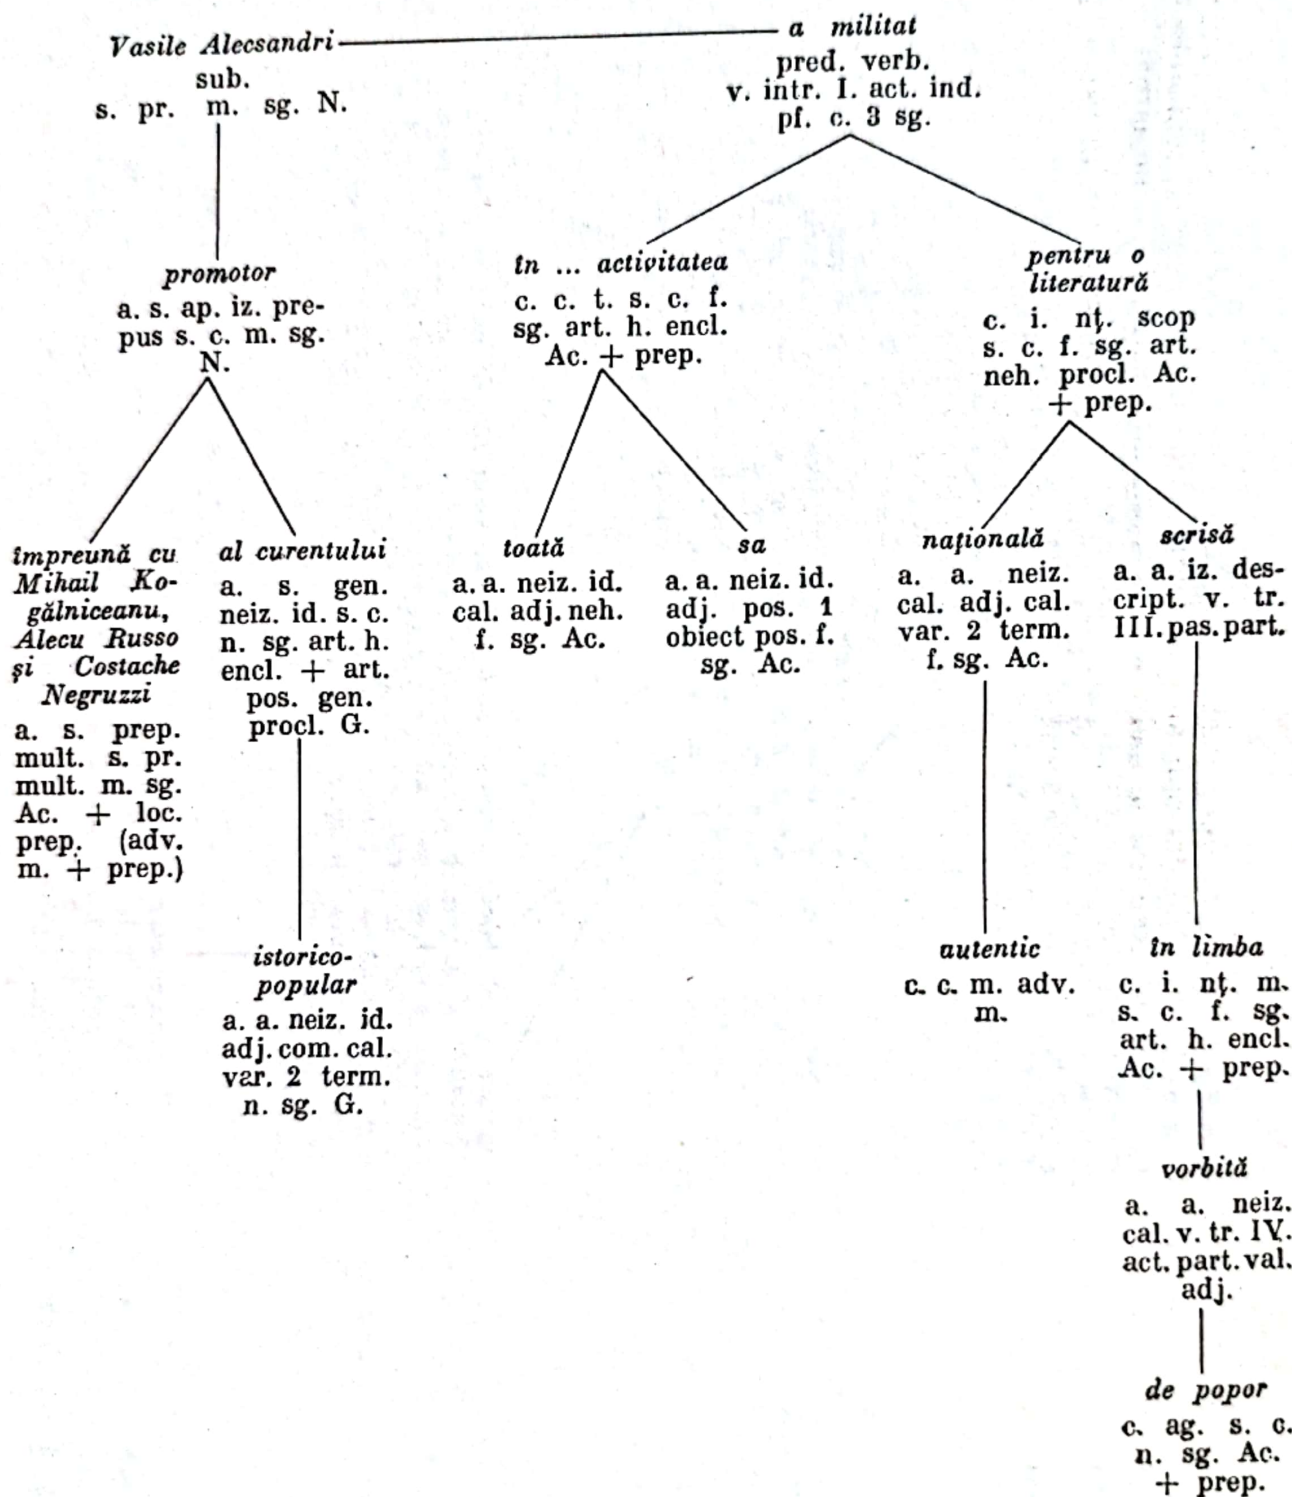 Vasile Alecsandri
sub.
s. pr. m. sg. N.
a militat
pred. verb.
v. intr. I. act. ind.
pf. c. 3 sg.
promotor
a. s. ap. iz. pre-
pus s. c. m. sg.
N.
în ... activitatea
c. c. t. s. c. f.
sg. art. h. encl.
Ac. + prep.
pentru o
literatură
c. i. nț. scop
s. c. f. sg. art.
neh. procl. Ac.
+ prep.
împreună cu
Mihail Ko-
gălniceanu,
Alecu Russo
și Costache
Negruzzi
a. s. prep.
mult. s. pr.
mult. m. sg.
Ac. + loc.
prep. (adv.
m. + prep.)
al curentului
a. s. gen.
neiz. id. s. c.
n. sg. art. h.
encl. + art.
pos. gen.
procl. G.
toată
a. a. neiz. id.
cal. adj. neh.
f. sg. Ac.
sa
a. a. neiz. id.
adj. pos. 1
obiect pos. f.
sg. Ac.
națională
a. a. neiz.
cal. adj. cal.
var. 2 term.
f. sg. Ac.
scrisă
a. a. iz. des-
cript. v. tr.
III. pas. part.
istorico-
popular
a. a. neiz. id.
adj. com. cal.
var. 2 term.
n. sg. G.
autentic
c. c. m. adv.
m.
în limba
c. i. nț. m.
s. c. f. sg.
art. h. encl.
Ac. + prep.
vorbită
a. a. neiz.
cal. v. tr. IV.
act. part. val.
adj.
de popor
c. ag. s. c.
n. sg. Ac.
+ prep.